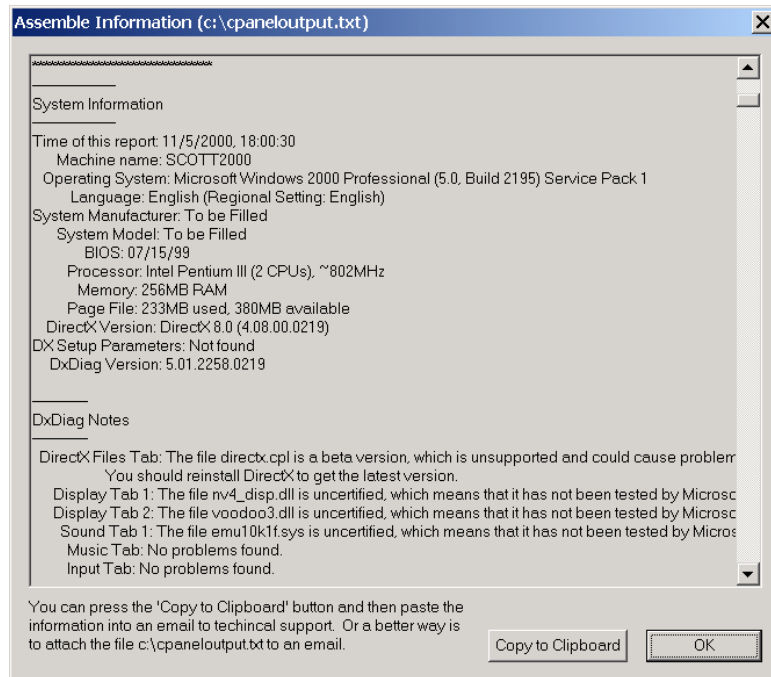 Assemble Information (c:\cpaneloutput.txt)
System Information
Time of this report: 11/5/2000, 18:00:30
Machine name: SCOTT2000
Operating System: Microsoft Windows 2000 Professional (5.0, Build 2195) Service Pack 1
Language: English (Regional Setting: English)
System Manufacturer: To be Filled
System Model: To be Filled
BIOS: 07/15/99
Processor: Intel Pentium III (2 CPUs), ~802MHz
Memory: 256MB RAM
Page File: 233MB used, 380MB available
DirectX Version: DirectX 8.0 (4.08.00.0219)
DX Setup Parameters: Not found
DxDiag Version: 5.01.2258.0219
DxDiag Notes
DirectX Files Tab: The file directx.cpl is a beta version, which is unsupported and could cause problem
You should reinstall DirectX to get the latest version.
Display Tab 1: The file nv4_disp.dll is uncertified, which means that it has not been tested by Microsc
Display Tab 2: The file voodoo3.dll is uncertified, which means that it has not been tested by Microsc
Sound Tab 1: The file emu10k1f.sys is uncertified, which means that it has not been tested by Micros
Music Tab: No problems found.
Input Tab: No problems found.
You can press the 'Copy to Clipboard' button and then paste the
information into an email to techincal support. Or a better way is
to attach the file c:\cpaneloutput.txt to an email.
Copy to Clipboard
OK